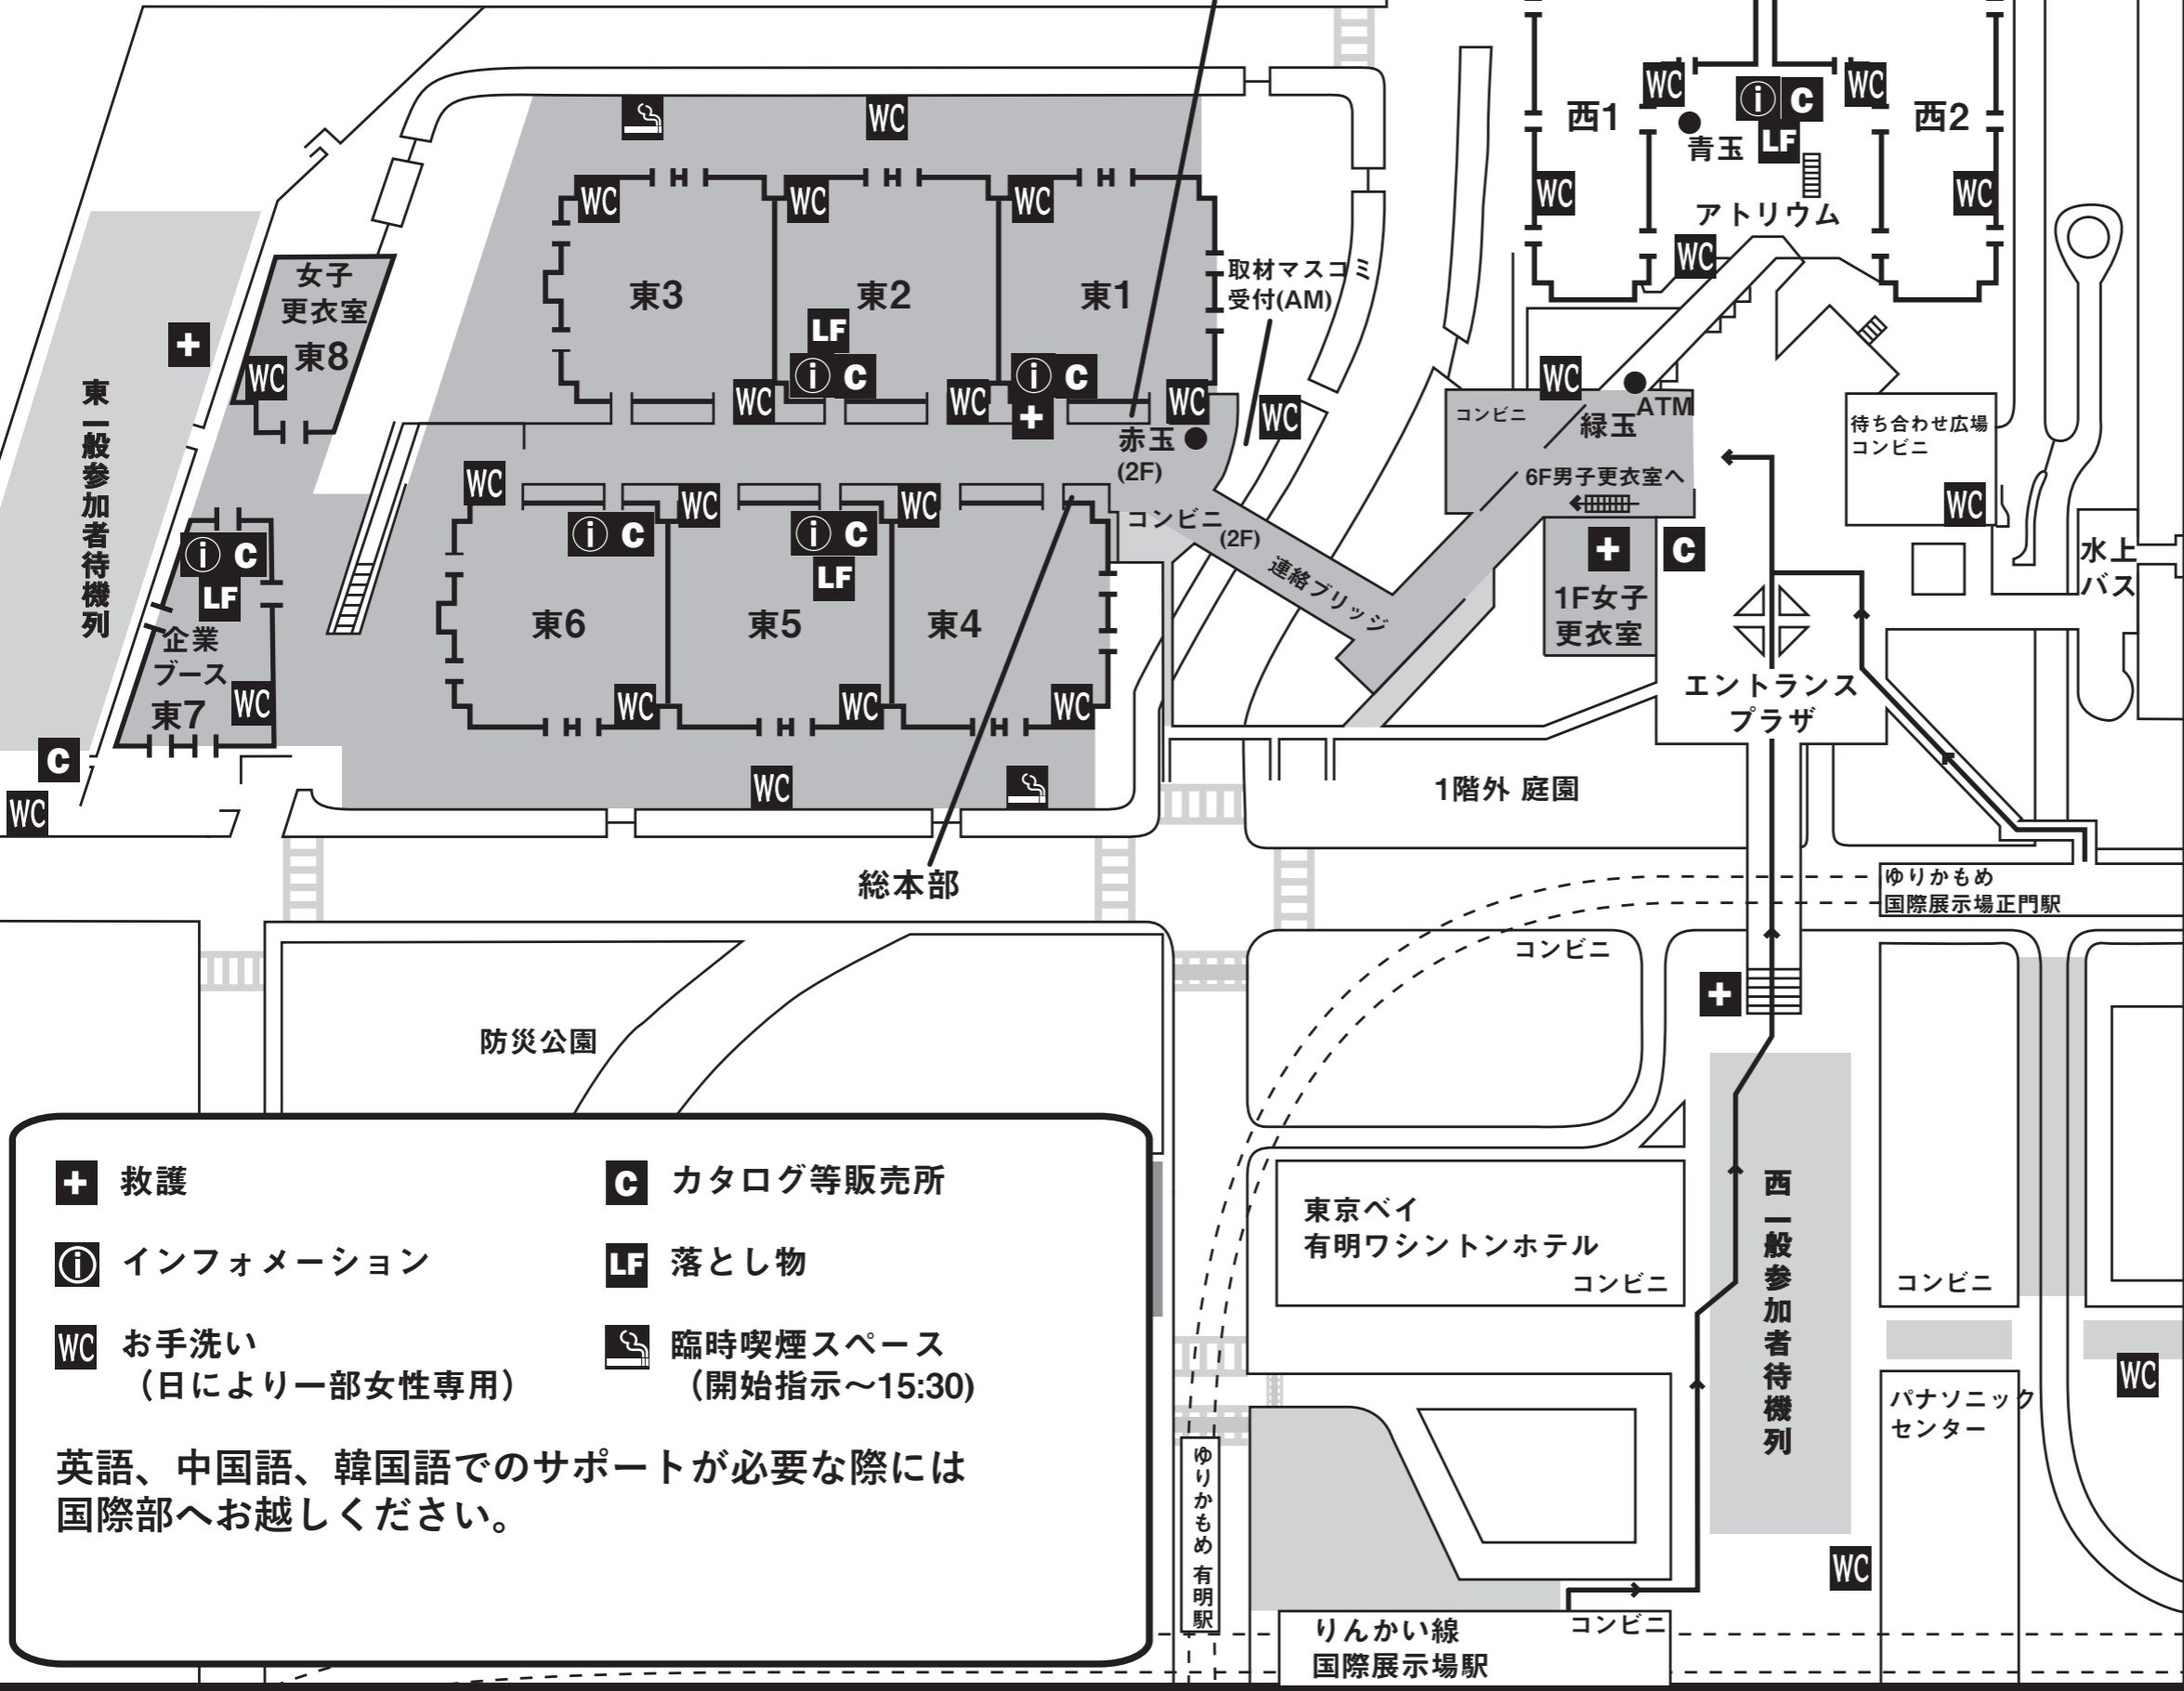 WC
WC
WC
西1
i C
LF
西2
青玉
WC
WC
アトリウム
WC
WC
WC
WC
東3
東2
東1
取材マスコミ
受付(AM)
女子
更衣室
東8
WC
LF
i C
i C
WC
WC
WC
WC
赤玉
(2F)
WC
コンビニ
緑玉
ATM
6F男子更衣室へ
待ち合わせ広場
コンビニ
WC
東 一般参加者待機列
WC
WC
WC
i C
i C
LF
コンビニ
(2F)
連絡ブリッジ
C
1F女子
更衣室
水上
バス
i C
LF
企業
ブース
東7
WC
東6
東5
東4
WC
WC
WC
WC
エントランス
プラザ
C
WC
1階外 庭園
総本部
ゆりかもめ
国際展示場正門駅
コンビニ
防災公園
救護
C カタログ等販売所
i インフォメーション
LF 落とし物
WC お手洗い
(日により一部女性専用)
臨時喫煙スペース
(開始指示〜15:30)
英語、中国語、韓国語でのサポートが必要な際には
国際部へお越しください。
東京ベイ
有明ワシントンホテル
コンビニ
西 一般参加者待機列
コンビニ
WC
パナソニック
センター
WC
ゆりかもめ 有明駅
コンビニ
りんかい線
国際展示場駅